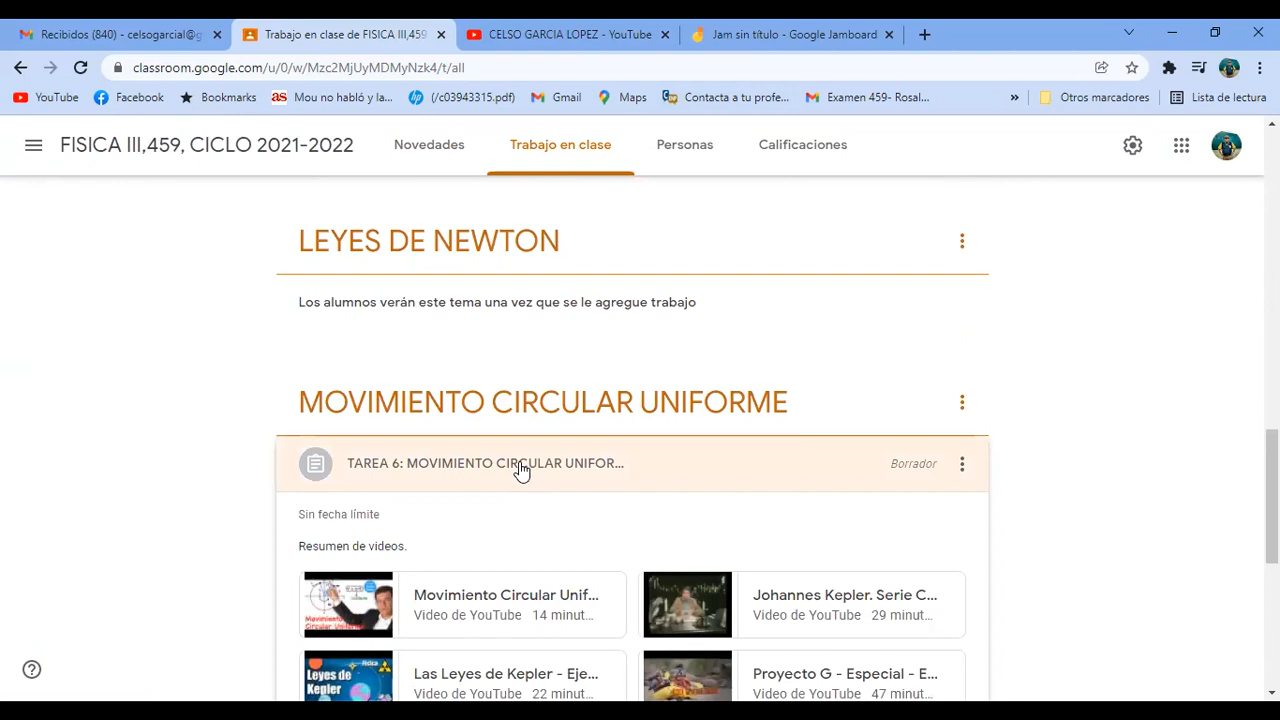 Recibidos (840) - celsogarcial@g
Trabajo en clase de FISICA III,459
CELSO GARCIA LOPEZ - YouTube
Jam sin título - Google Jamboard
classroom.google.com/u/0/w/Mzc2MjUyMDMyNzk4/t/all
YouTube
Facebook
Bookmarks
Mou no habló y la...
(/c03943315.pdf)
Gmail
Maps
Contacta a tu profe...
Examen 459- Rosal...
»
Otros marcadores
Lista de lectura
FISICA III,459, CICLO 2021-2022
Novedades
Trabajo en clase
Personas
Calificaciones
LEYES DE NEWTON
Los alumnos verán este tema una vez que se le agregue trabajo
MOVIMIENTO CIRCULAR UNIFORME
TAREA 6: MOVIMIENTO CIRCULAR UNIFOR...
Borrador
Sin fecha límite
Resumen de videos.
Movimiento Circular Unif...
Video de YouTube 14 minut...
Johannes Kepler. Serie C...
Video de YouTube 29 minut...
Física
Leyes de
Kepler
Las Leyes de Kepler - Eje...
Video de YouTube 22 minut...
Proyecto G - Especial - E...
Video de YouTube 47 minut...